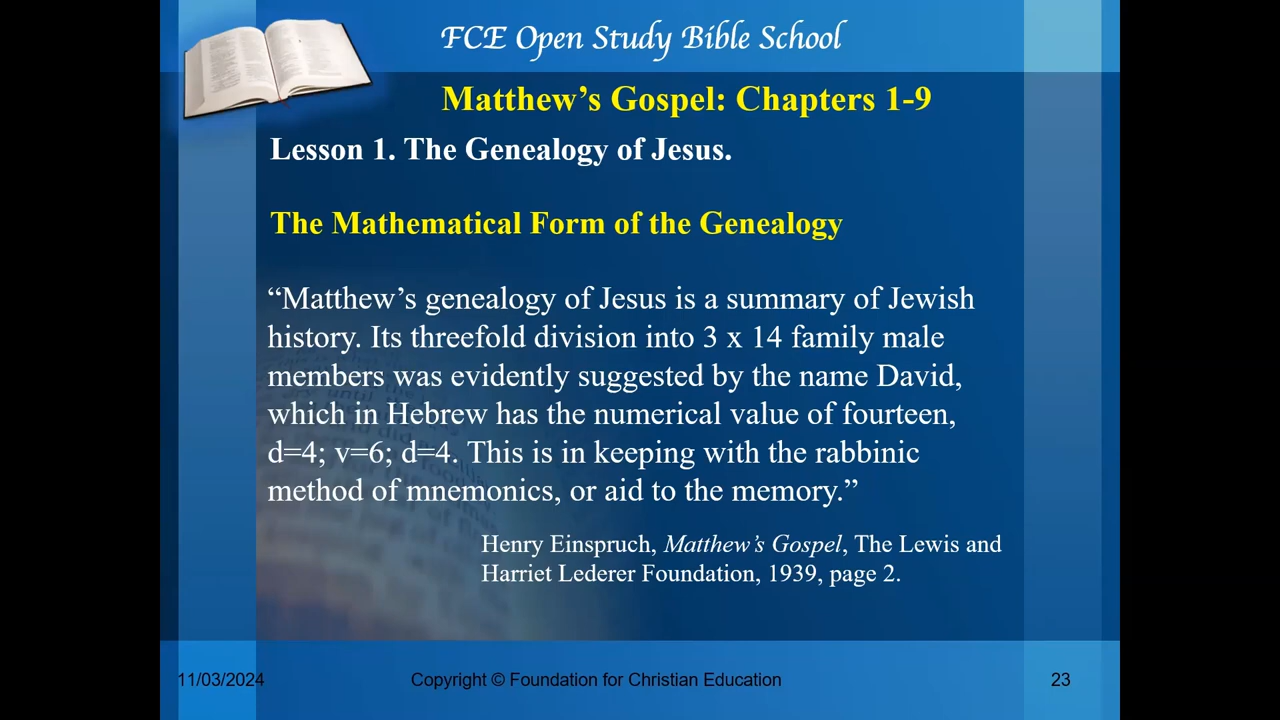 FCE Open Study Bible School
Matthew’s Gospel: Chapters 1-9
Lesson 1. The Genealogy of Jesus.
The Mathematical Form of the Genealogy
“Matthew’s genealogy of Jesus is a summary of Jewish
history. Its threefold division into 3 x 14 family male
members was evidently suggested by the name David,
which in Hebrew has the numerical value of fourteen,
d=4; v=6; d=4. This is in keeping with the rabbinic
method of mnemonics, or aid to the memory.”
Henry Einspruch, Matthew’s Gospel, The Lewis and
Harriet Lederer Foundation, 1939, page 2.
11/03/2024
Copyright © Foundation for Christian Education
23